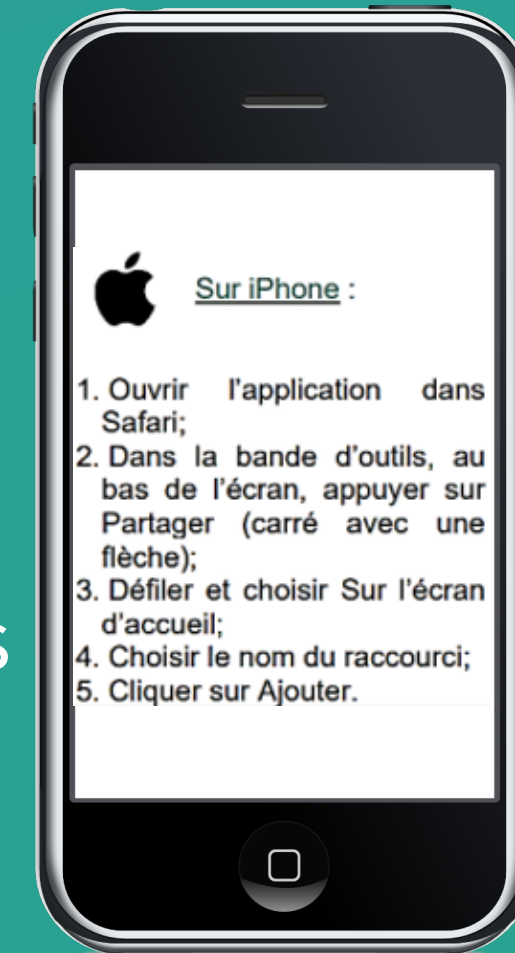 Sur iPhone :
1. Ouvrir l'application dans
Safari;
2. Dans la bande d'outils, au
bas de l'écran, appuyer sur
Partager (carré avec une
flèche);
3. Défiler et choisir Sur l'écran
d'accueil;
4. Choisir le nom du raccourci;
5. Cliquer sur Ajouter.